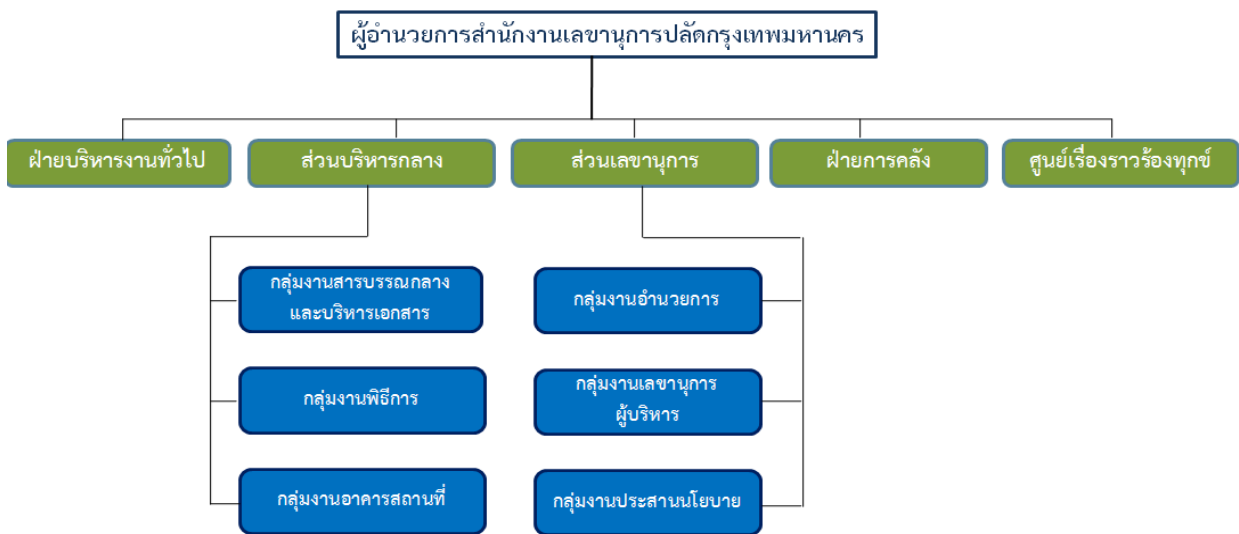 ผู้อำนวยการสำนักงานเลขานุการปลัดกรุงเทพมหานคร
ฝ่ายบริหารงานทั่วไป
ส่วนบริหารกลาง
ส่วนเลขานุการ
ฝ่ายการคลัง
ศูนย์เรื่องราวร้องทุกข์
กลุ่มงานสารบรรณกลาง
และบริหารเอกสาร
กลุ่มงานพิธีการ
กลุ่มงานอาคารสถานที่
กลุ่มงานอำนวยการ
กลุ่มงานเลขานุการ
ผู้บริหาร
กลุ่มงานประสานนโยบาย